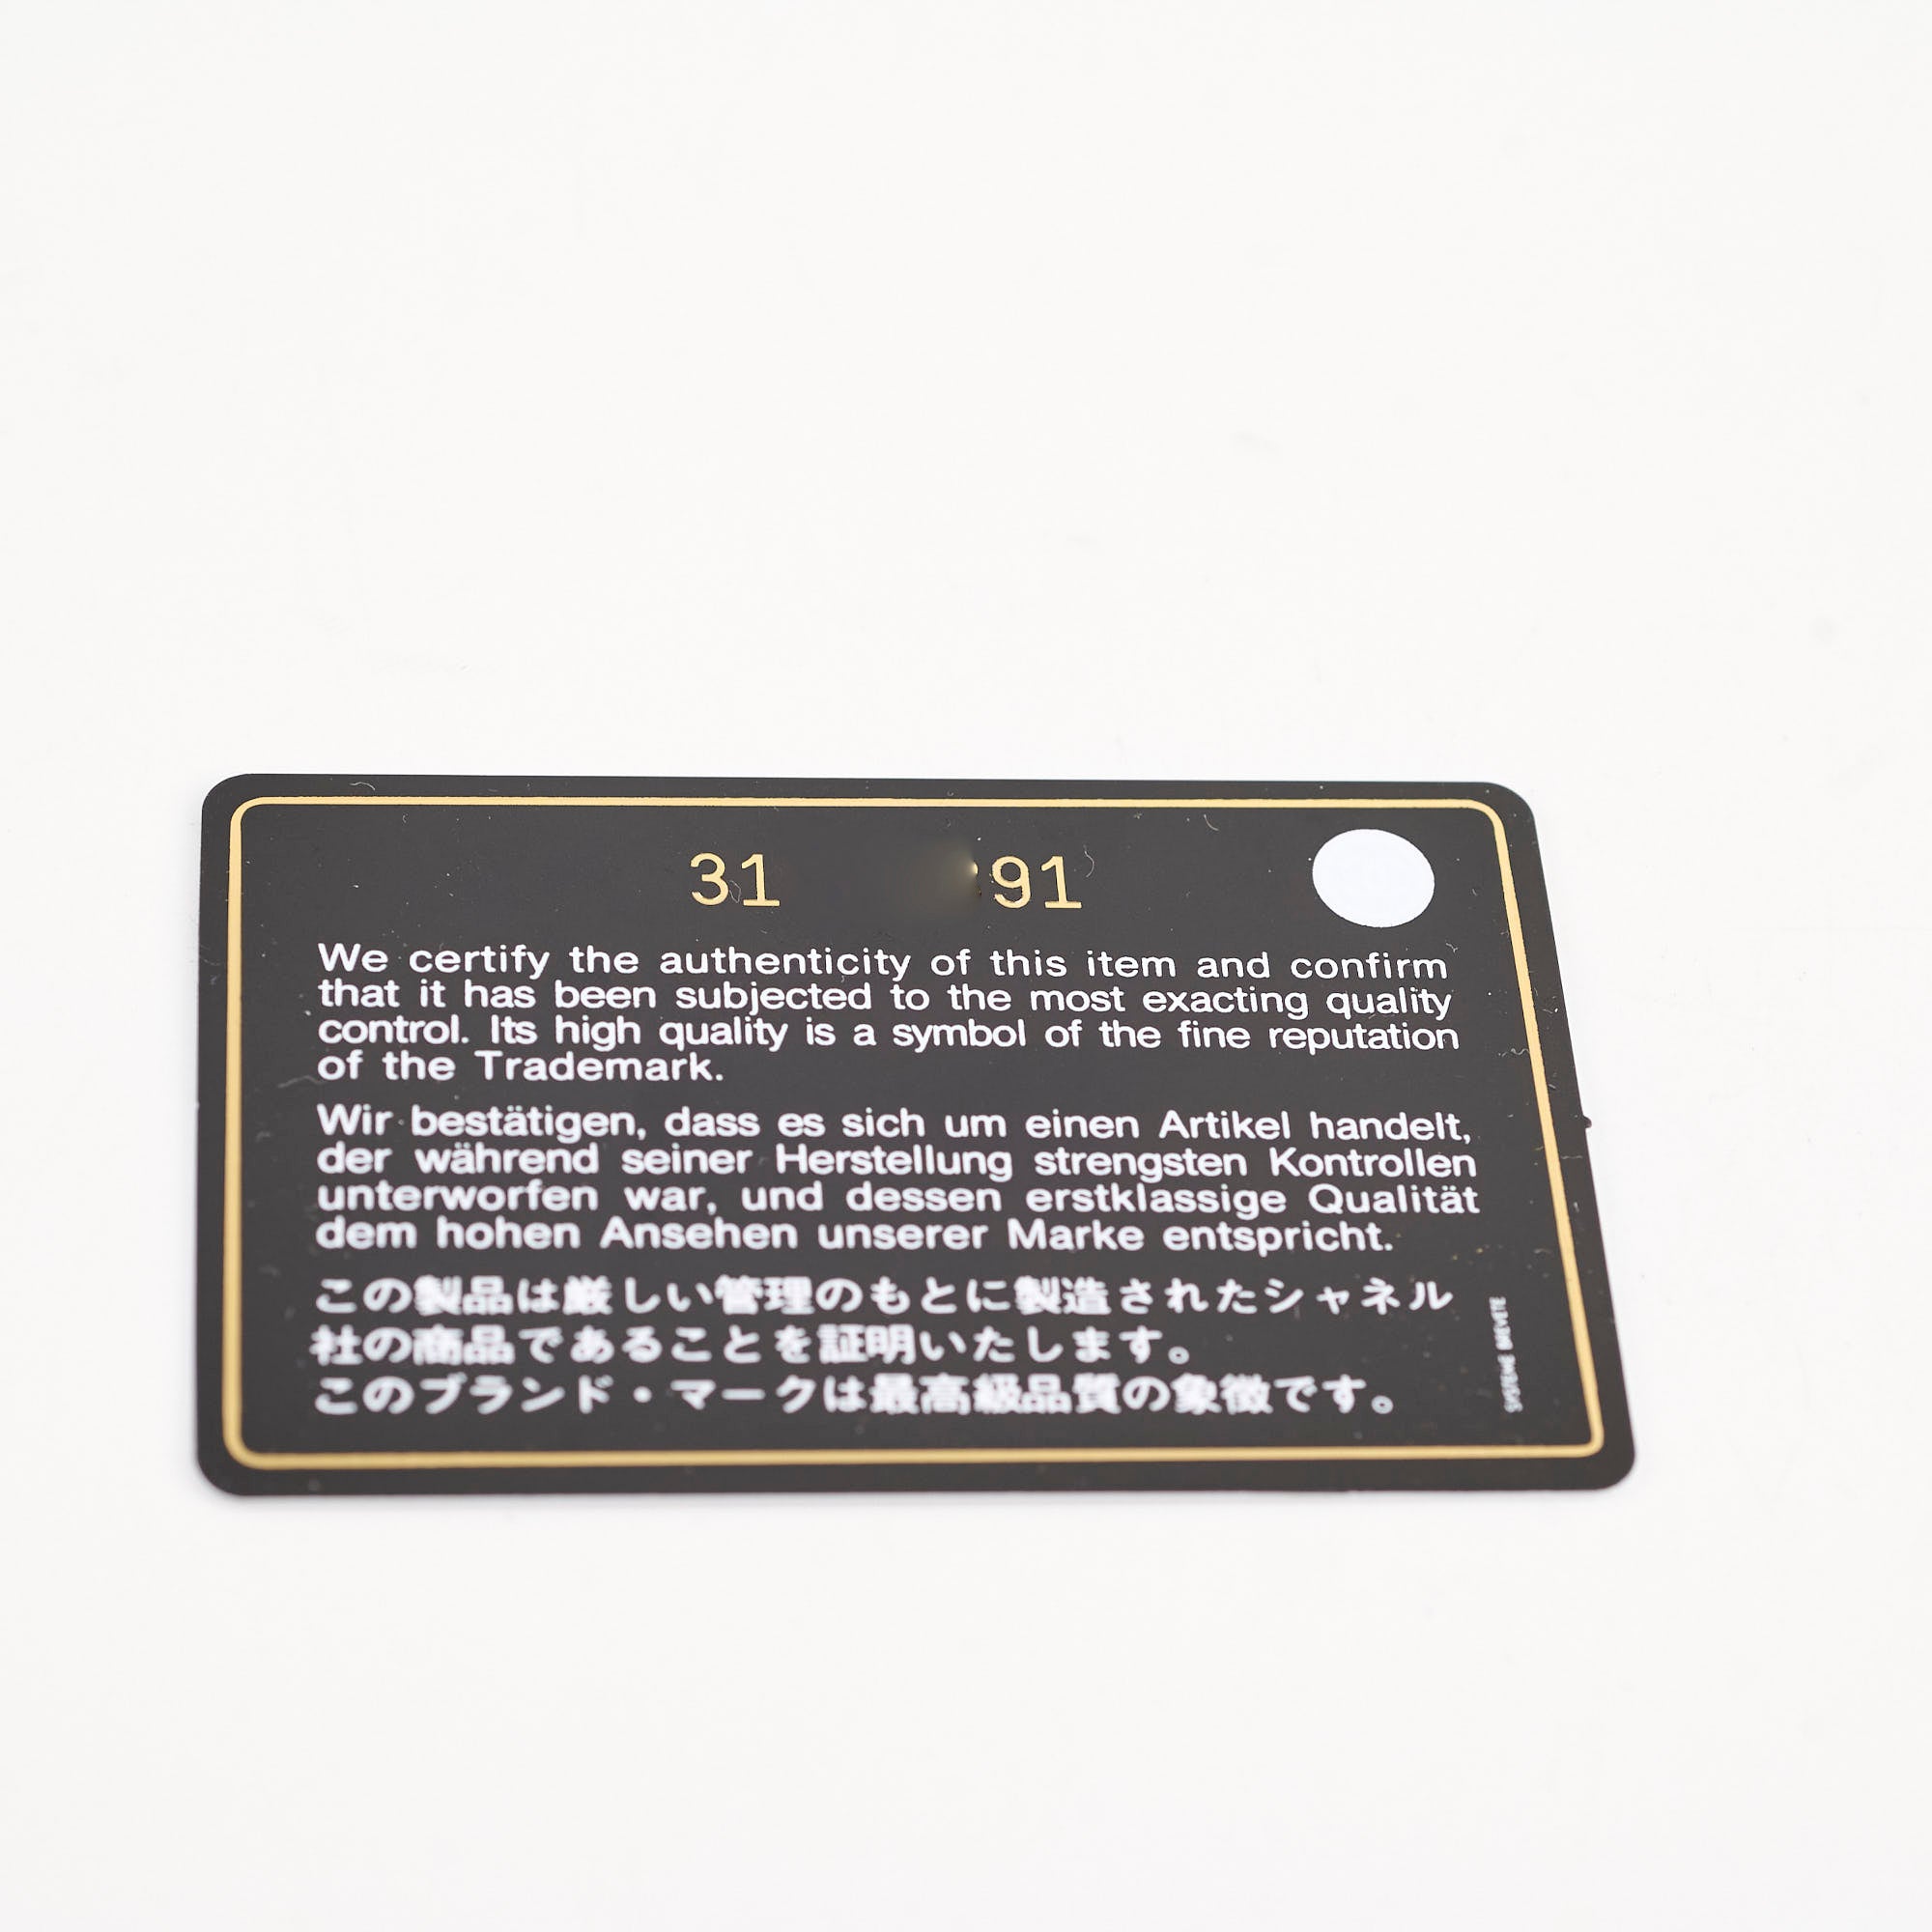 31 91
We certify the authenticity of this item and confirm
that it has been subjected to the most exacting quality
control. Its high quality is a symbol of the fine reputation
of the Trademark.
Wir bestätigen, dass es sich um einen Artikel handelt,
der während seiner Herstellung strengsten Kontrollen
unterworfen war, und dessen erstklassige Qualität
dem hohen Ansehen unserer Marke entspricht.
この製品は厳しい管理のもとに製造されたシャネル
社の商品であることを証明いたします。
このブランド・マークは最高級品質の象徴です。
SYSTEME BREVETE